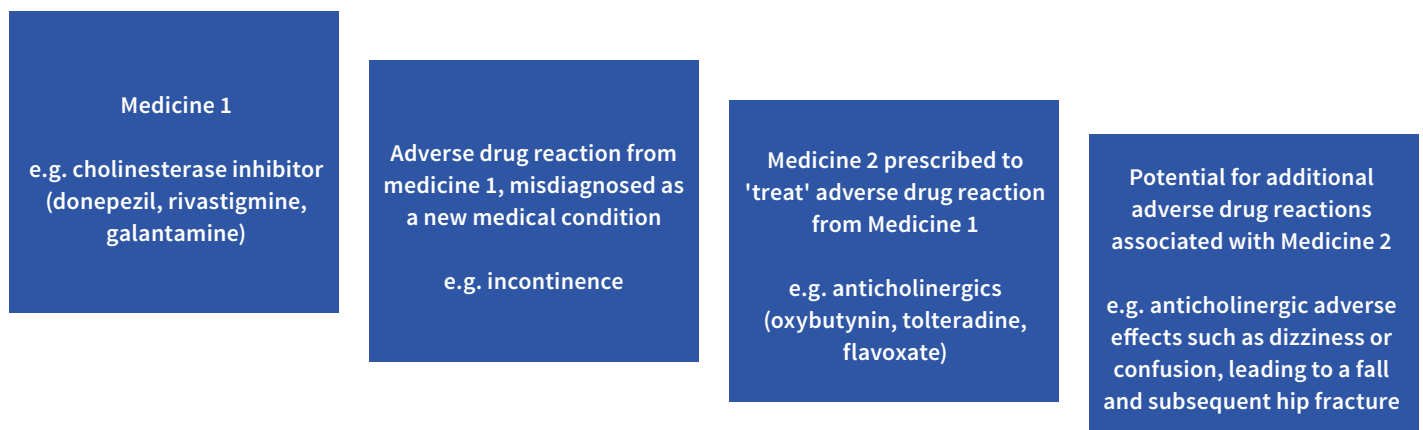 Medicine 1
e.g. cholinesterase inhibitor
(donepezil, rivastigmine,
galantamine)
Adverse drug reaction from
medicine 1, misdiagnosed as
a new medical condition
e.g. incontinence
Medicine 2 prescribed to
'treat' adverse drug reaction
from Medicine 1
e.g. anticholinergics
(oxybutynin, tolteradine,
flavoxate)
Potential for additional
adverse drug reactions
associated with Medicine 2
e.g. anticholinergic adverse
effects such as dizziness or
confusion, leading to a fall
and subsequent hip fracture